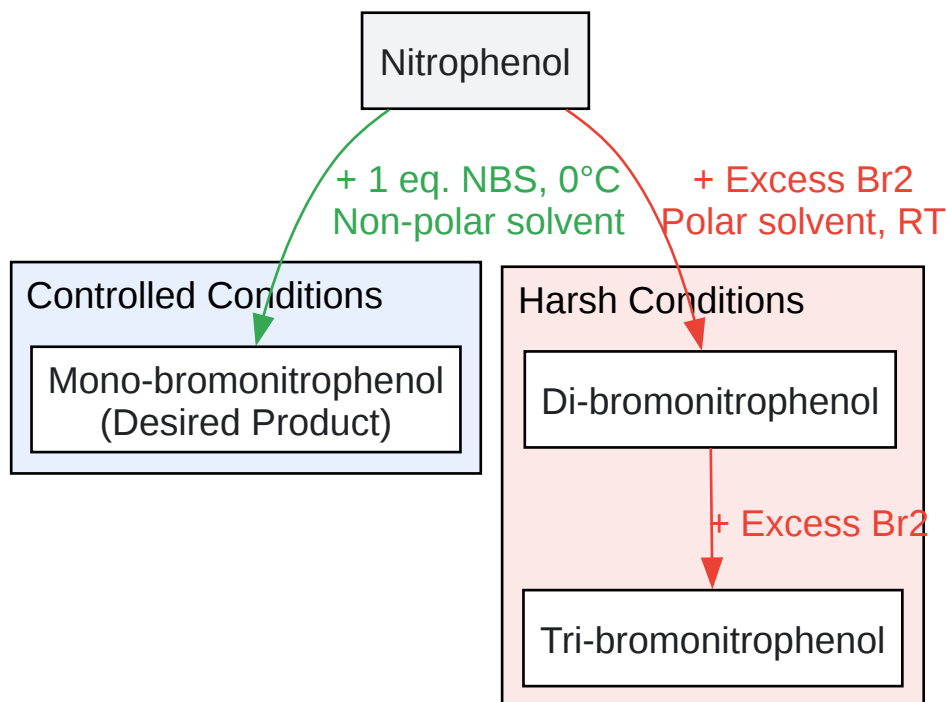 Nitrophenol
+ 1 eq. NBS, 0°C
Non-polar solvent
+ Excess Br2
Polar solvent, RT
Controlled Conditions
Mono-bromonitrophenol
(Desired Product)
Harsh Conditions
Di-bromonitrophenol
+ Excess Br2
Tri-bromonitrophenol